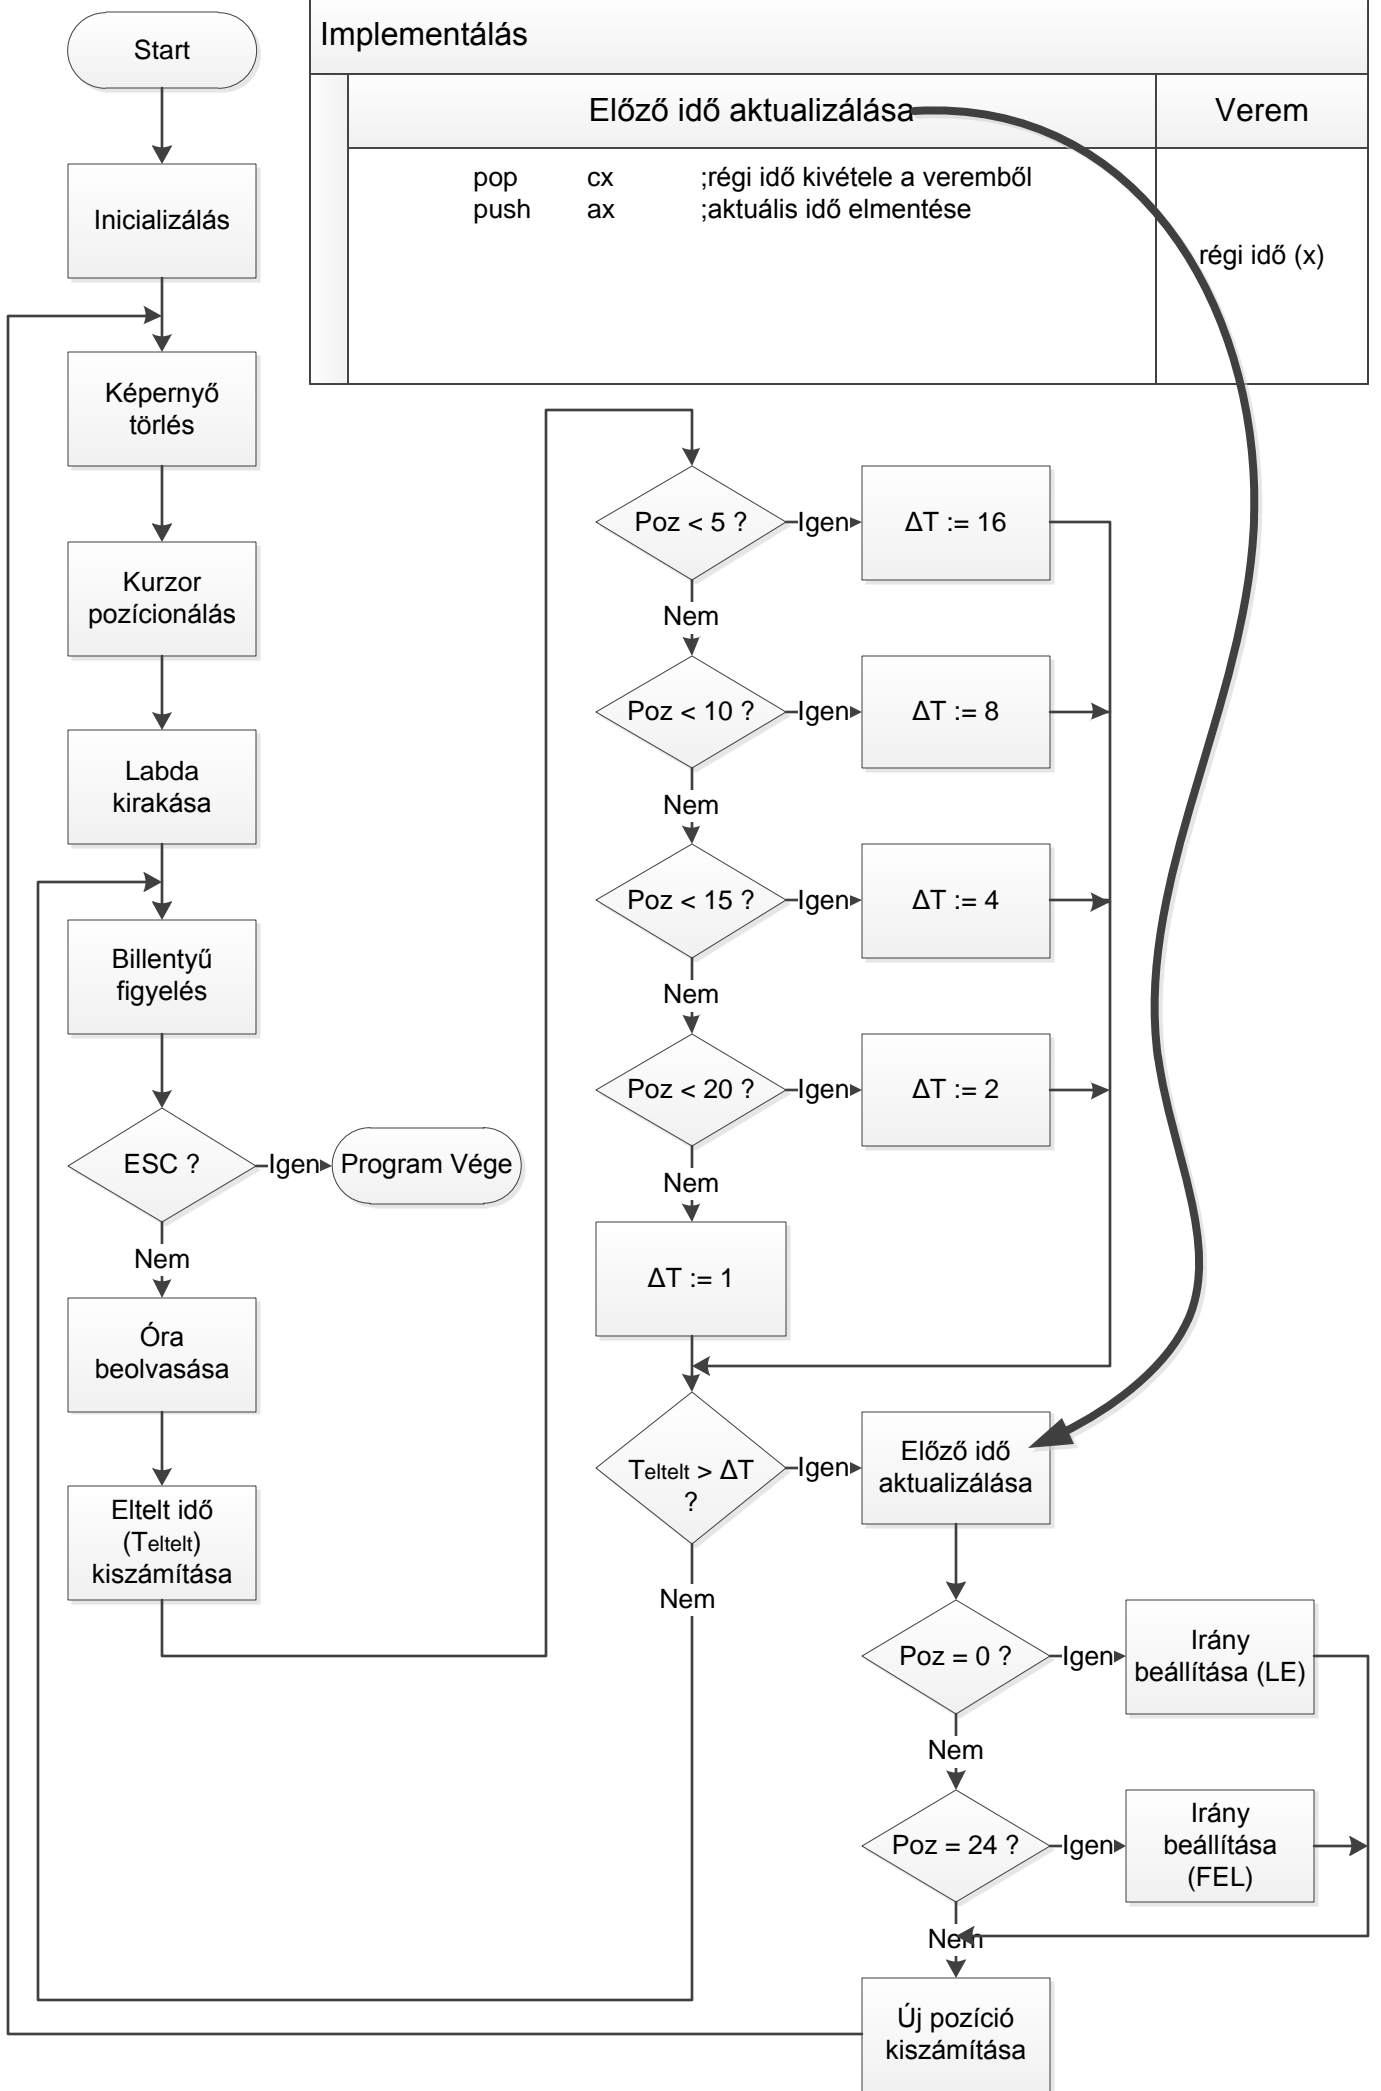 Start
Implementálás
Előző idő aktualizálása
Verem
pop cx ;régi idő kivétele a veremből
push ax ;aktuális idő elmentése
régi idő (x)
Inicializálás
Képernyő
törlés
Kurzor
pozícionálás
Labda
kirakása
Billentyű
figyelés
ESC ?
Igen
Program Vége
Nem
Óra
beolvasása
Eltelt idő
(Teltelt)
kiszámítása
Poz < 5 ?
Igen
ΔT := 16
Nem
Poz < 10 ?
Igen
ΔT := 8
Nem
Poz < 15 ?
Igen
ΔT := 4
Nem
Poz < 20 ?
Igen
ΔT := 2
Nem
ΔT := 1
Teltelt > ΔT
?
Igen
Nem
Előző idő
aktualizálása
Poz = 0 ?
Igen
Irány
beállítása (LE)
Nem
Poz = 24 ?
Igen
Irány
beállítása
(FEL)
Nem
Új pozíció
kiszámítása